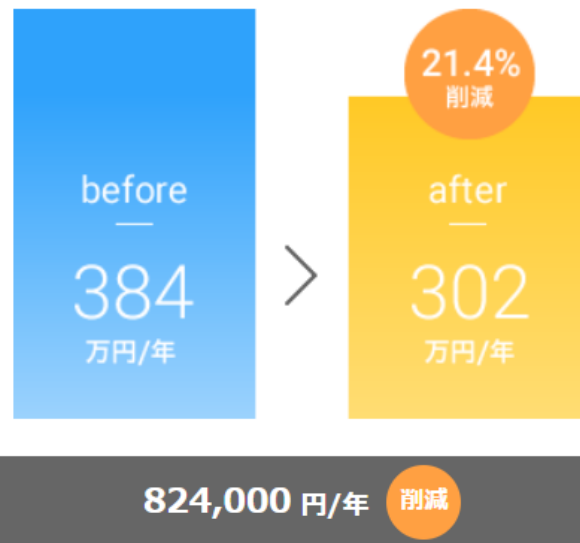 21.4%
削減
before
384
万円/年
after
302
万円/年
824,000 円/年 削減